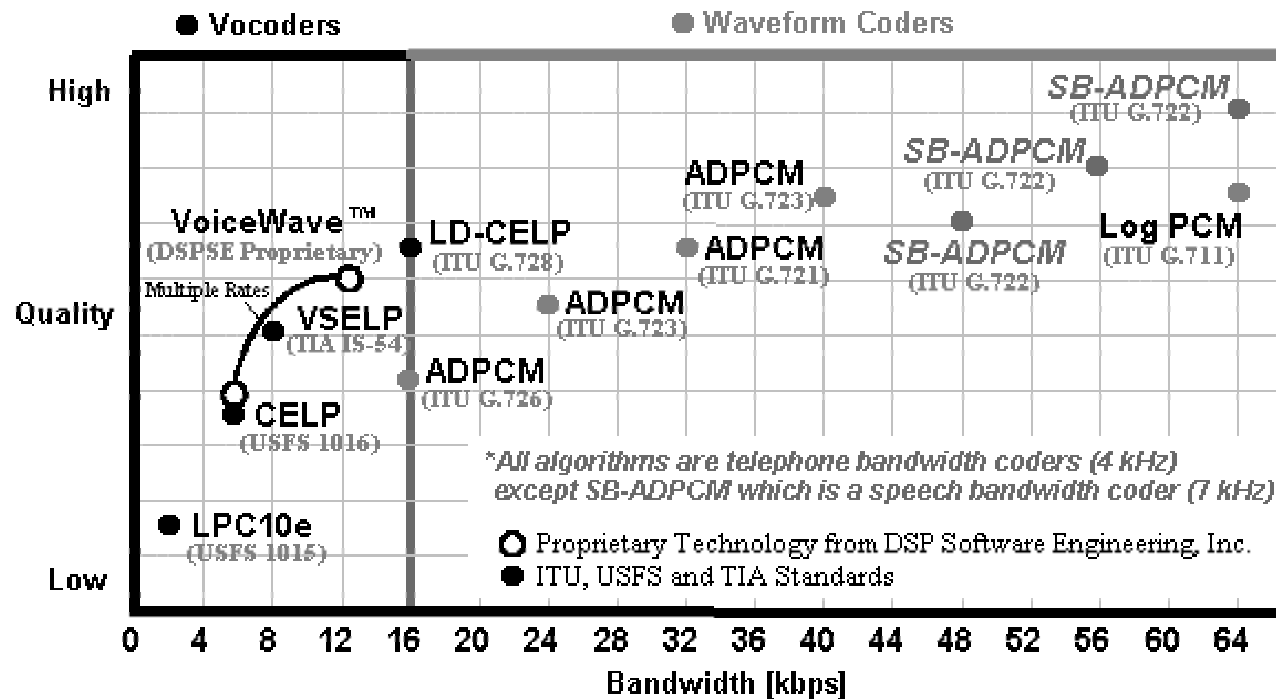 Vocoders
Waveform Coders
High
SB-ADPCM
(ITU G.722)
SB-ADPCM
(ITU G.722)
ADPCM
(ITU G.723)
VoiceWave™
(DSPSE Proprietary)
LD-CELP
(ITU G.728)
ADPCM
(ITU G.721)
SB-ADPCM
(ITU G.722)
Log PCM
(ITU G.711)
Multiple Rates
Quality
VSELP
(TIA IS-54)
ADPCM
(ITU G.723)
ADPCM
(ITU G.726)
CELP
(USFS 1016)
*All algorithms are telephone bandwidth coders (4 kHz)
except SB-ADPCM which is a speech bandwidth coder (7 kHz)
LPC10e
(USFS 1015)
Proprietary Technology from DSP Software Engineering, Inc.
ITU, USFS and TIA Standards
Low
0 4 8 12 16 20 24 28 32 36 40 44 48 52 56 60 64
Bandwidth [kbps]